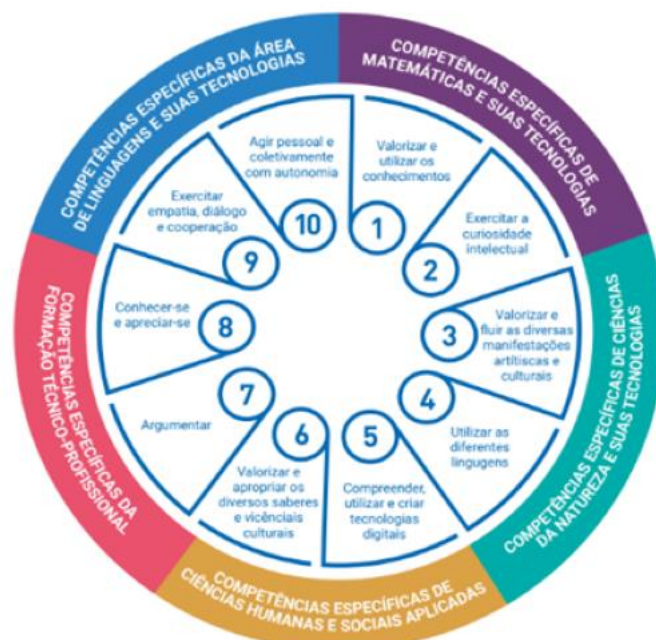 COMPETÊNCIAS ESPECÍFICAS DA ÁREA
DE LINGUAGENS E SUAS TECNOLOGIAS
COMPETÊNCIAS ESPECÍFICAS DE
MATEMÁTICAS E SUAS TECNOLOGIAS
COMPETÊNCIAS ESPECÍFICAS DE CIÊNCIAS
DA NATUREZA E SUAS TECNOLOGIAS
COMPETÊNCIAS ESPECÍFICAS DE
CIÊNCIAS HUMANAS E SOCIAIS APLICADAS
COMPETÊNCIAS ESPECÍFICAS DA
FORMAÇÃO TÉCNICO-PROFISSIONAL
Valorizar e
utilizar os
conhecimentos
1
Exercitar a
curiosidade
intelectual
2
Valorizar e
fluir as diversas
manifestações
artíticas e
culturais
3
Utilizar as
diferentes
lingugens
4
Compreender,
utilizar e criar
tecnologias
digitais
5
Valorizar e
apropriar os
diversos saberes
e vicênciais
culturais
6
Argumentar
7
Conhecer-se
e apreciar-se
8
Exercitar
empatia, diálogo
e cooperação
9
Agir pessoal e
coletivamente
com autonomia
10